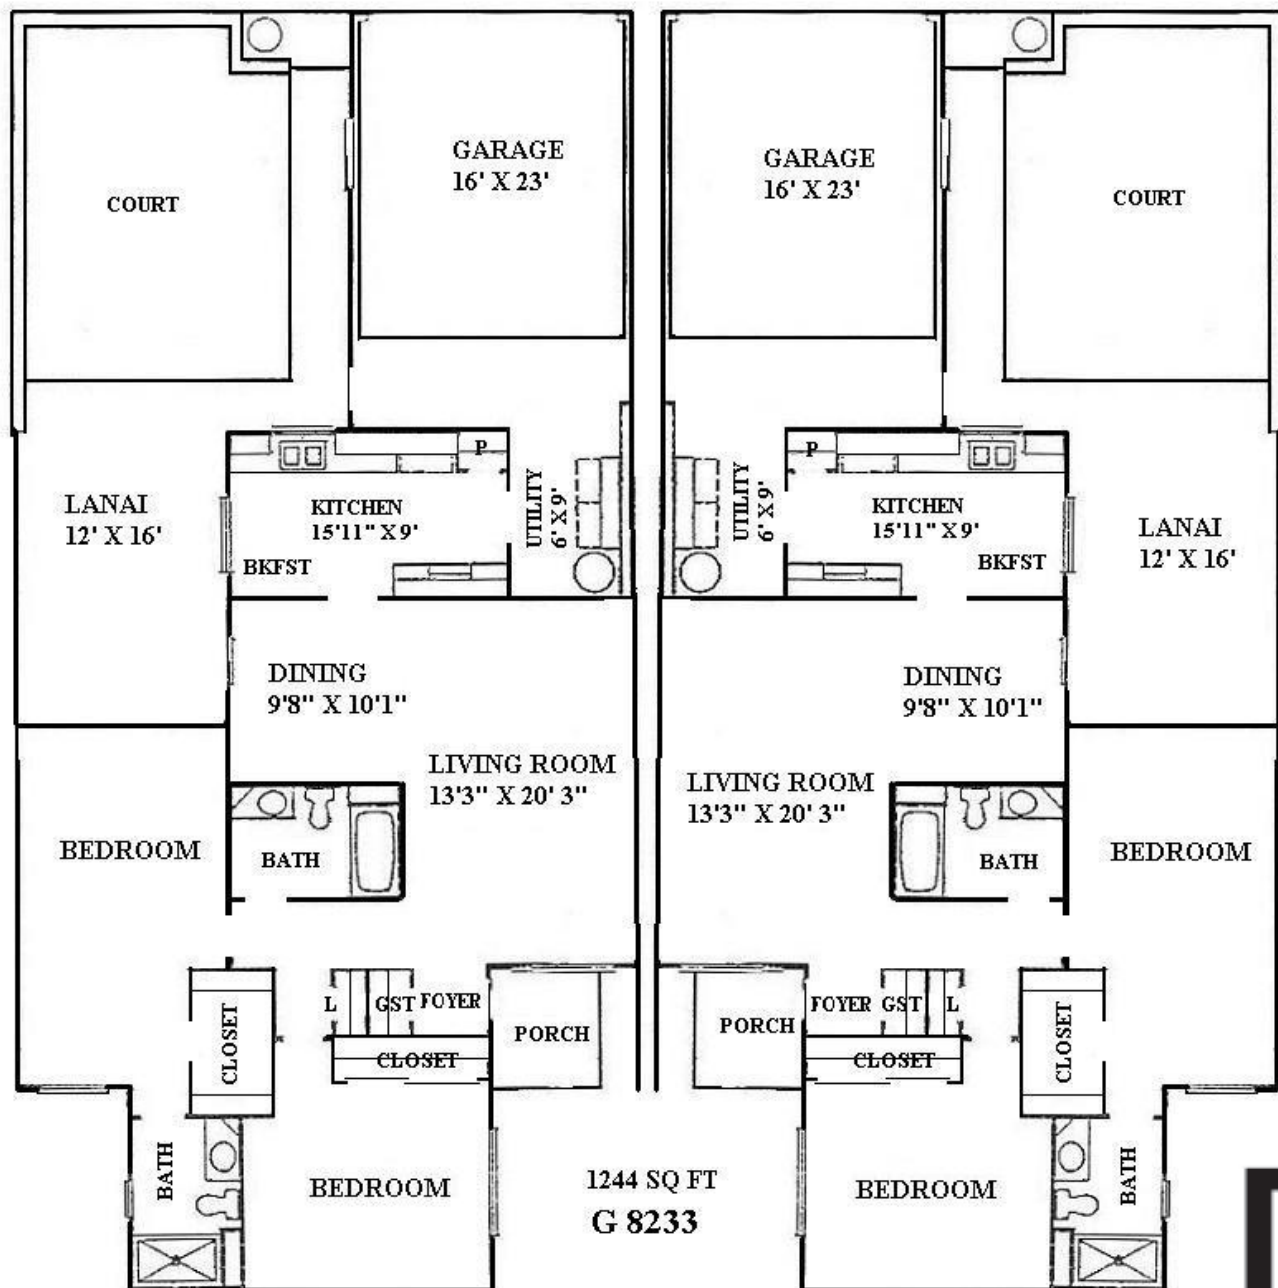 GARAGE
16' X 23'
COURT
GARAGE
16' X 23'
COURT
P
LANAI
12' X 16'
KITCHEN
15'11" X 9'
BKFST
UTILITY
6' X 9'
P
UTILITY
6' X 9'
KITCHEN
15'11" X 9'
BKFST
LANAI
12' X 16'
DINING
9'8" X 10'1"
DINING
9'8" X 10'1"
LIVING ROOM
13'3" X 20' 3"
LIVING ROOM
13'3" X 20' 3"
BEDROOM
BATH
BATH
BEDROOM
L
GST
FOYER
PORCH
CLOSET
CLOSET
PORCH
FOYER
GST
L
CLOSET
CLOSET
BATH
BEDROOM
1244 SQ FT
G 8233
BEDROOM
BATH